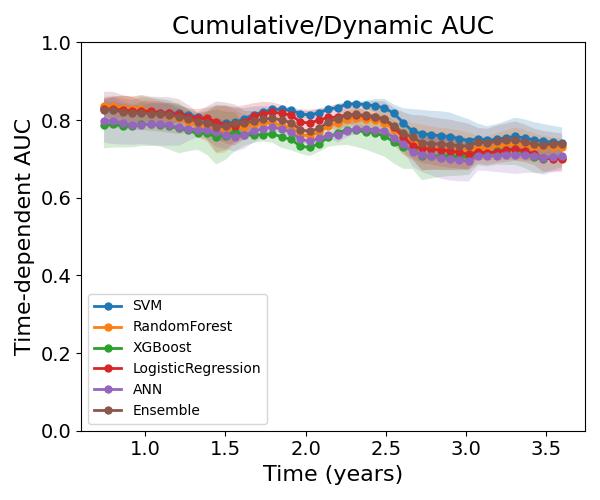 Cumulative/Dynamic AUC
Time-dependent AUC
1.0
0.8
0.6
0.4
0.2
0.0
SVM
RandomForest
XGBoost
LogisticRegression
ANN
Ensemble
1.0 1.5 2.0 2.5 3.0 3.5
Time (years)